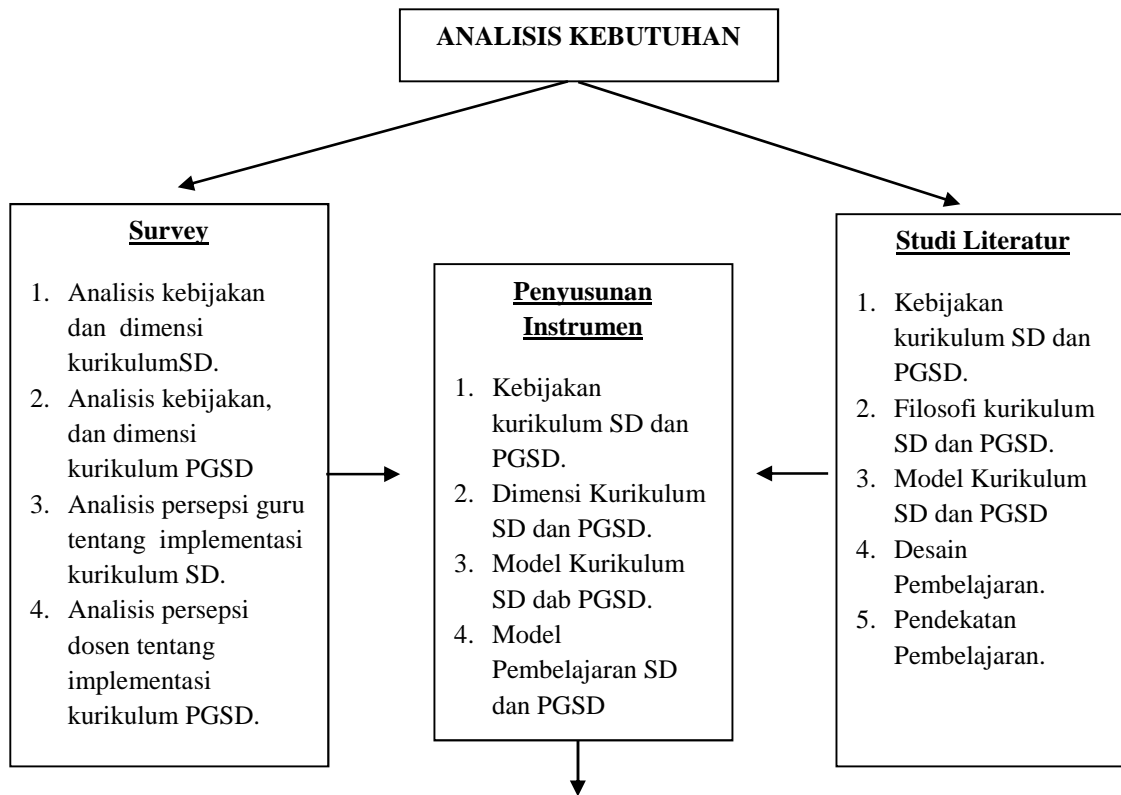 ANALISIS KEBUTUHAN
Survey
1. Analisis kebijakan
dan dimensi
kurikulumSD.
2. Analisis kebijakan,
dan dimensi
kurikulum PGSD
3. Analisis persepsi guru
tentang implementasi
kurikulum SD.
4. Analisis persepsi
dosen tentang
implementasi
kurikulum PGSD.
Penyusunan
Instrumen
1. Kebijakan
kurikulum SD dan
PGSD.
2. Dimensi Kurikulum
SD dan PGSD.
3. Model Kurikulum
SD dab PGSD.
4. Model
Pembelajaran SD
dan PGSD
Studi Literatur
1. Kebijakan
kurikulum SD dan
PGSD.
2. Filosofi kurikulum
SD dan PGSD.
3. Model Kurikulum
SD dan PGSD
4. Desain
Pembelajaran.
5. Pendekatan
Pembelajaran.